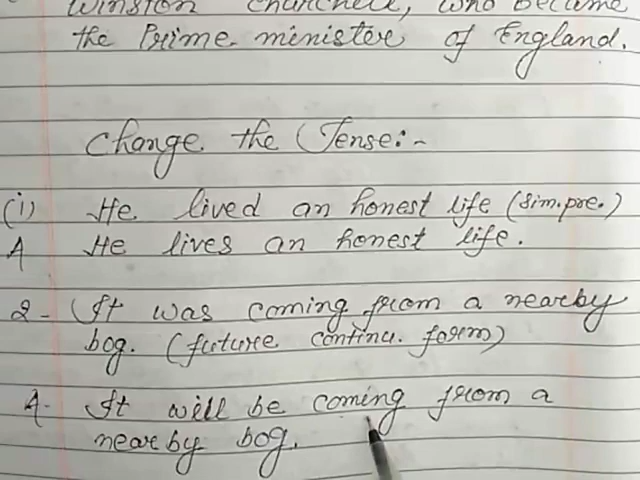 Winston Churchill, who became
the Prime minister of England.
Change the Tense:-
(i) He lived an honest life (sim.pre.)
A He lives an honest life.
2- It was coming from a nearby
bog. (future continu. form)
A- It will be coming from a
nearby bog.